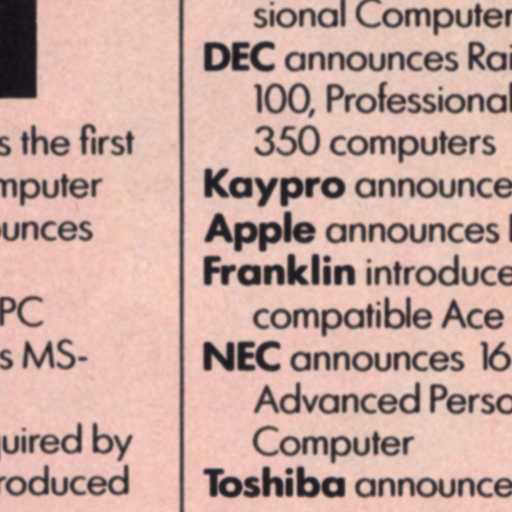 s the first
mputer
ounces
PC
s MS-
quired by
roduced
sional Computer
DEC announces Rai
100, Professional
350 computers
Kaypro announce
Apple announces
Franklin introduce
compatible Ace
NEC announces 16
Advanced Perso
Computer
Toshiba announce